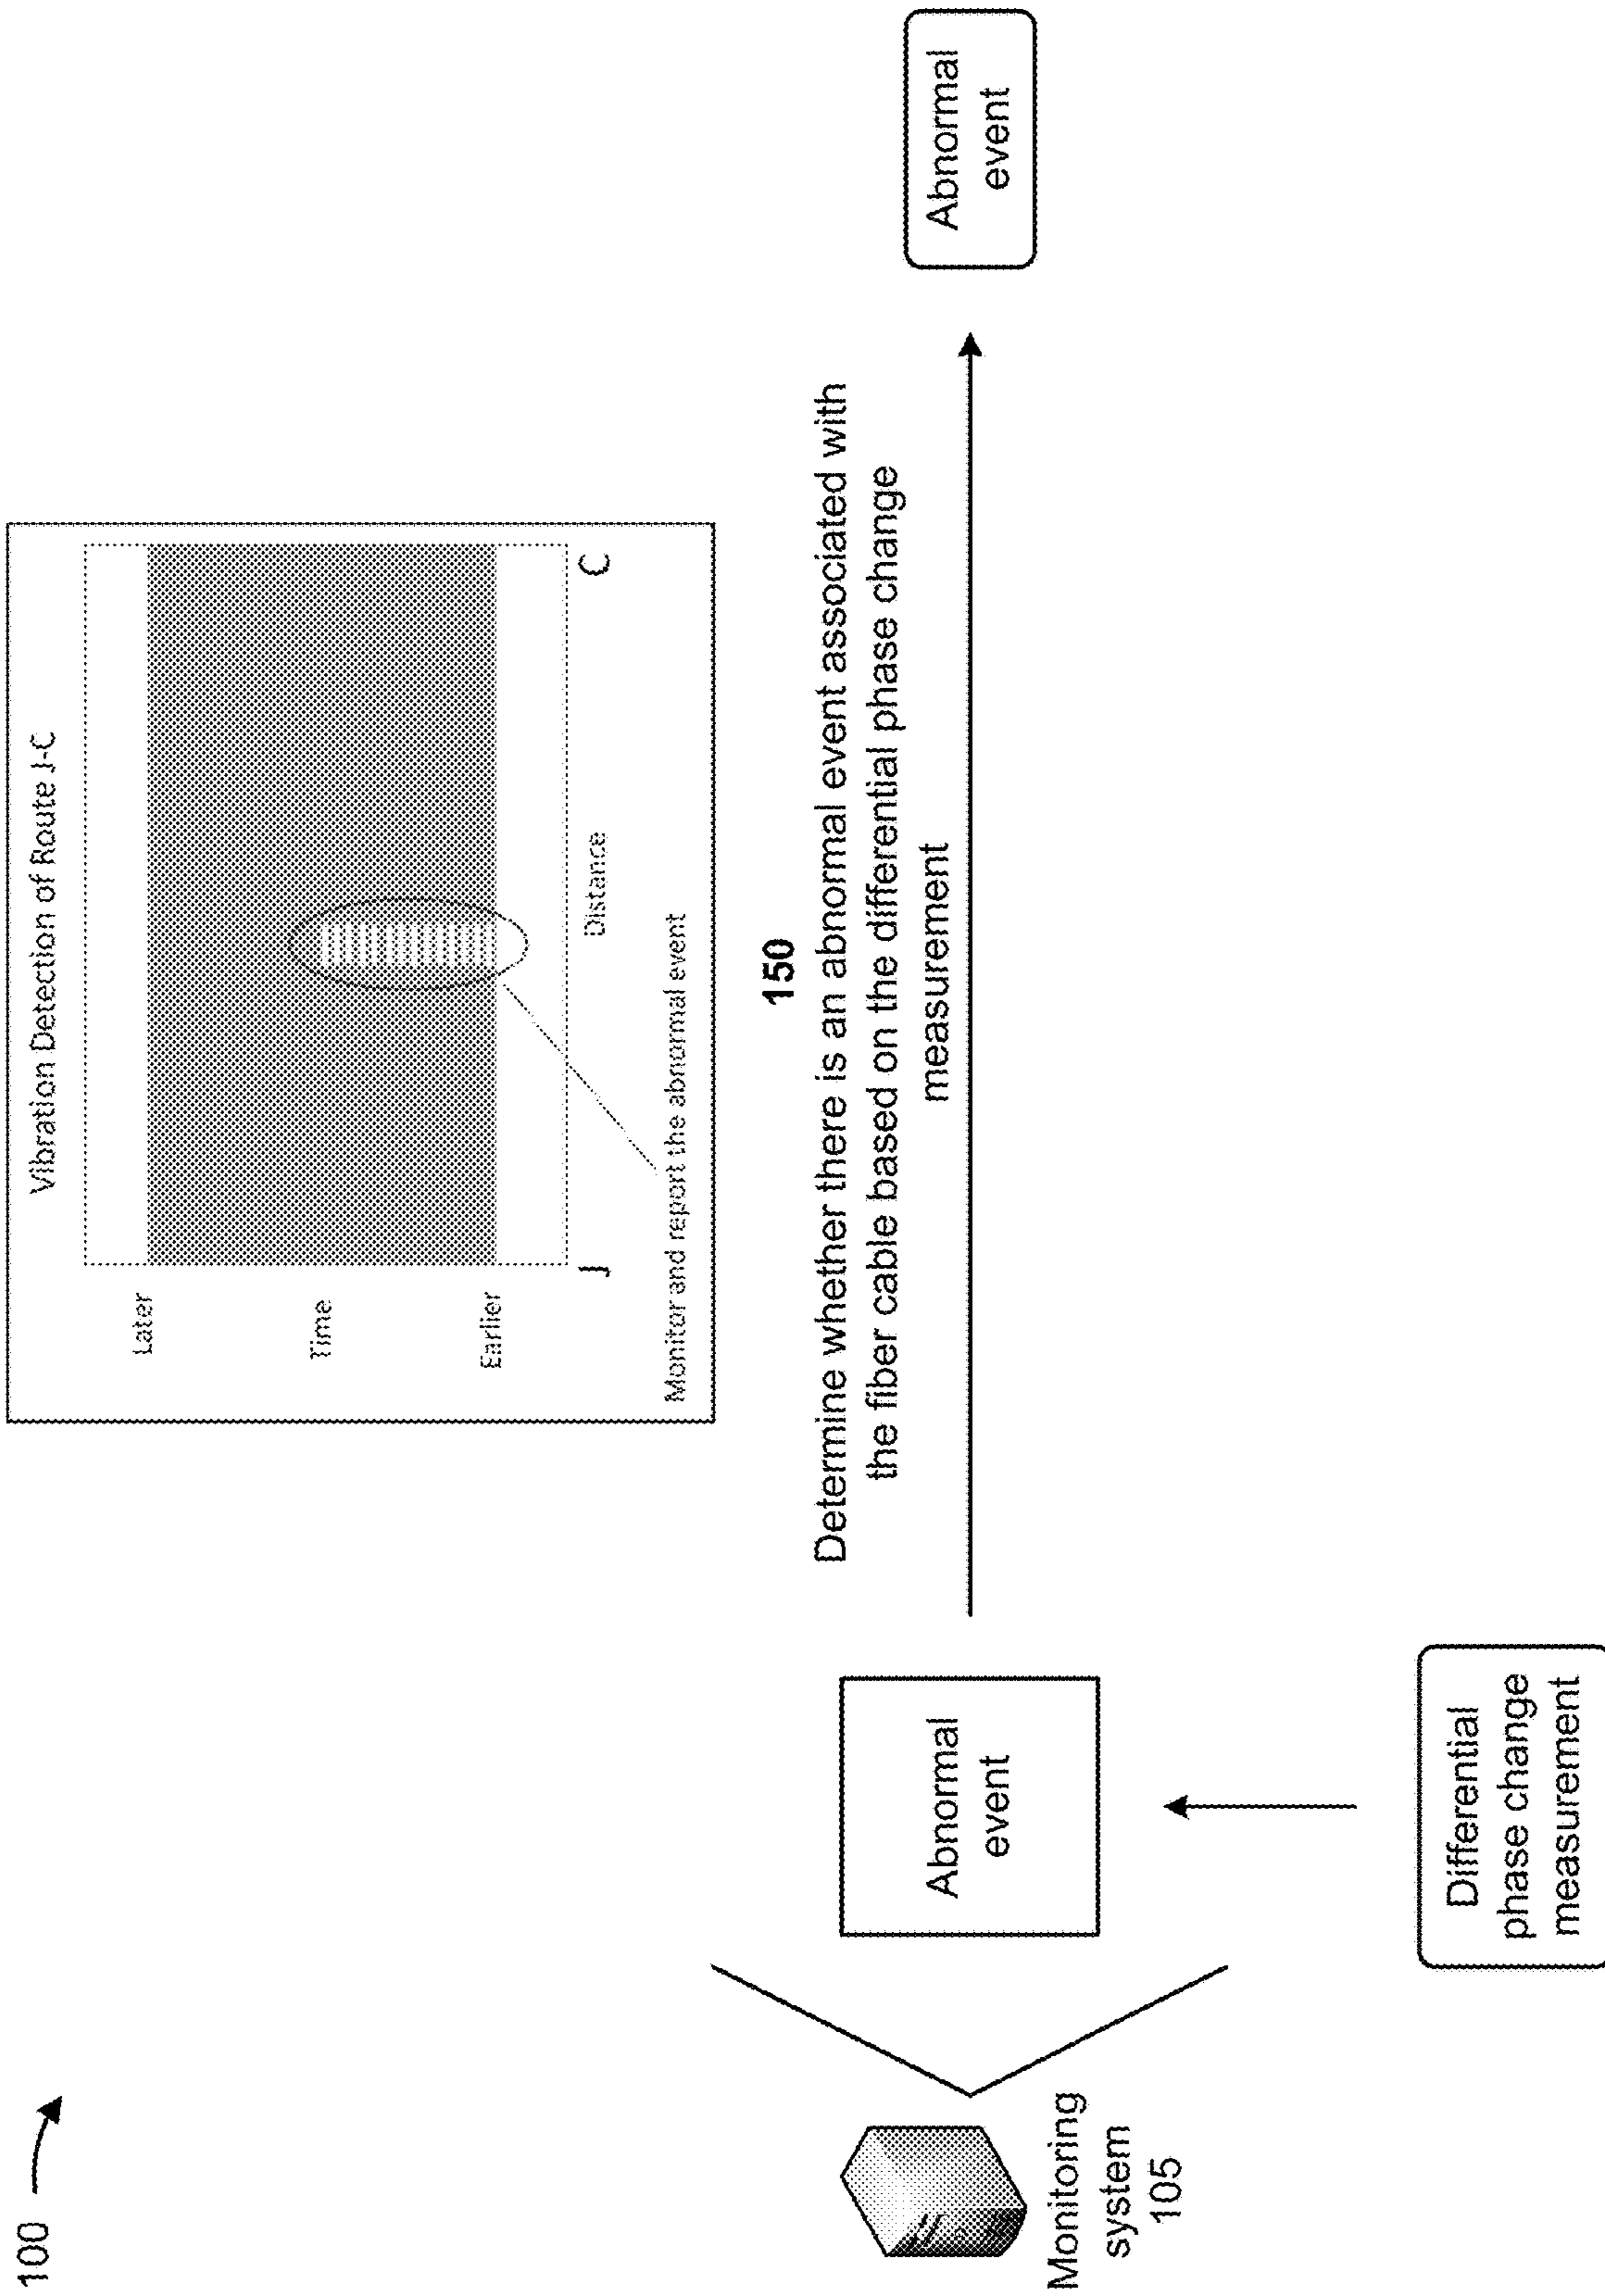 100
Vibration Detection of Route J-C
Later
Time
Earlier
J
Distance
C
Monitor and report the abnormal event
150
Determine whether there is an abnormal event associated with
the fiber cable based on the differential phase change
measurement
Abnormal
event
Abnormal
event
Monitoring
system
105
Differential
phase change
measurement